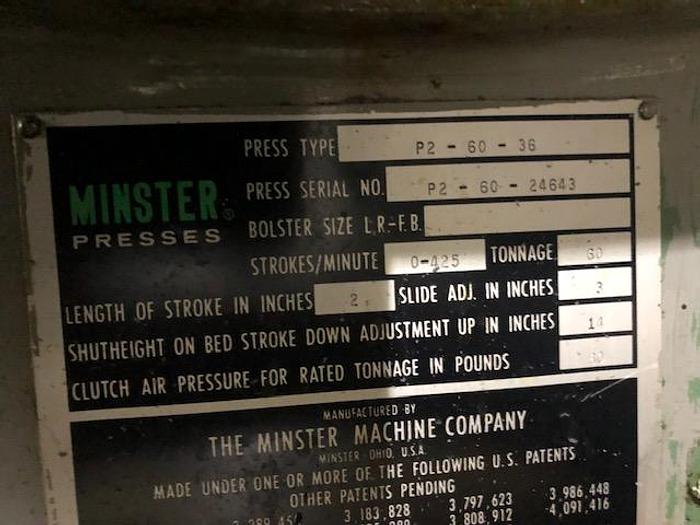 PRESS TYPE P2 - 60 - 36
MINSTER®
PRESSES
PRESS SERIAL NO. P2 - 60 - 24643
BOLSTER SIZE L.R.-F.B.
STROKES/MINUTE 0-425 TONNAGE 60
LENGTH OF STROKE IN INCHES 2 SLIDE ADJ. IN INCHES 3
SHUTHEIGHT ON BED STROKE DOWN ADJUSTMENT UP IN INCHES 14
CLUTCH AIR PRESSURE FOR RATED TONNAGE IN POUNDS
MANUFACTURED BY
THE MINSTER MACHINE COMPANY
MINSTER OHIO, U.S.A.
MADE UNDER ONE OR MORE OF THE FOLLOWING U.S. PATENTS
OTHER PATENTS PENDING
3,183,828 3,797,623 3,986,448
3,808,912 4,091,416